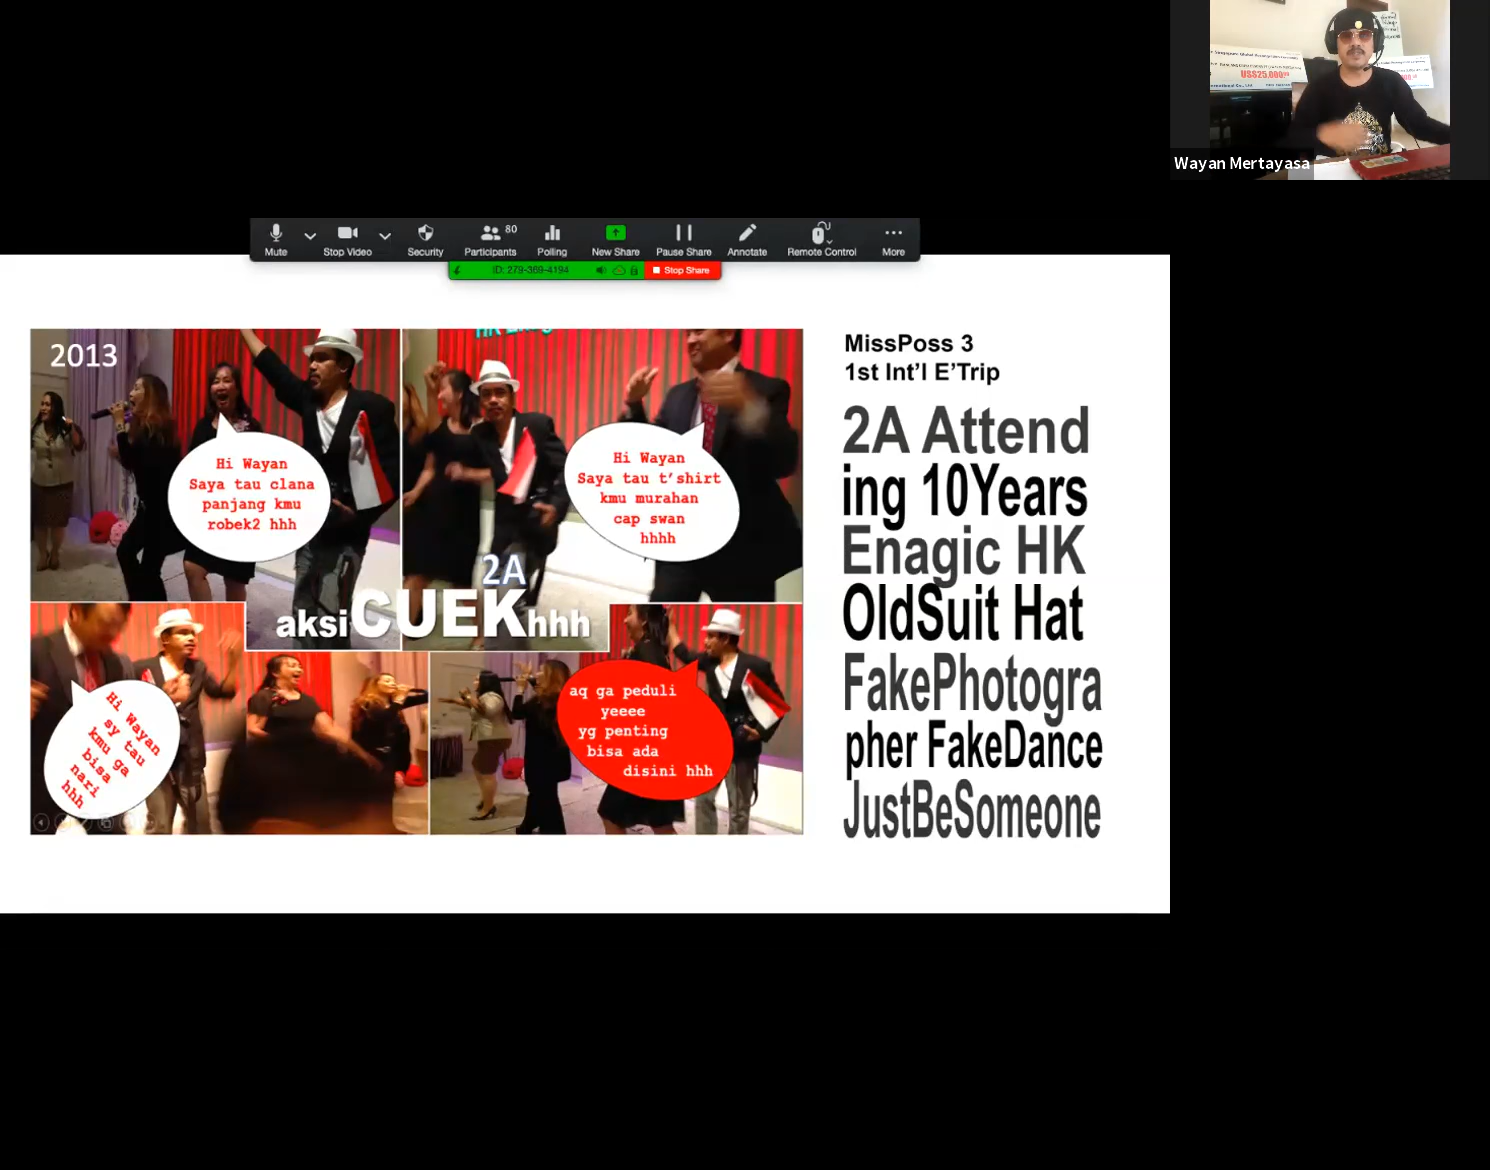 US$25,000
Wayan Mertayasa
80
Mute
Stop Video
Security
Participants
Polling
New Share
Pause Share
Annotate
Remote Control
More
ID: 279-369-4194
Stop Share
2013
Hi Wayan
Saya tau clana
panjang kmu
robek2 hhh
Hi Wayan
Saya tau t'shirt
kmu murahan
cap swan
hhhh
2A
aksiCUEKhhh
Hi Wayan
sy tau
kmu ga
bisa
nari
hhh
aq ga peduli
yeeee
yg penting
bisa ada
disini hhh
MissPoss 3
1st Int'l E'Trip
2A Attend
ing 10Years
Enagic HK
OldSuit Hat
FakePhotogra
pher FakeDance
JustBeSomeone